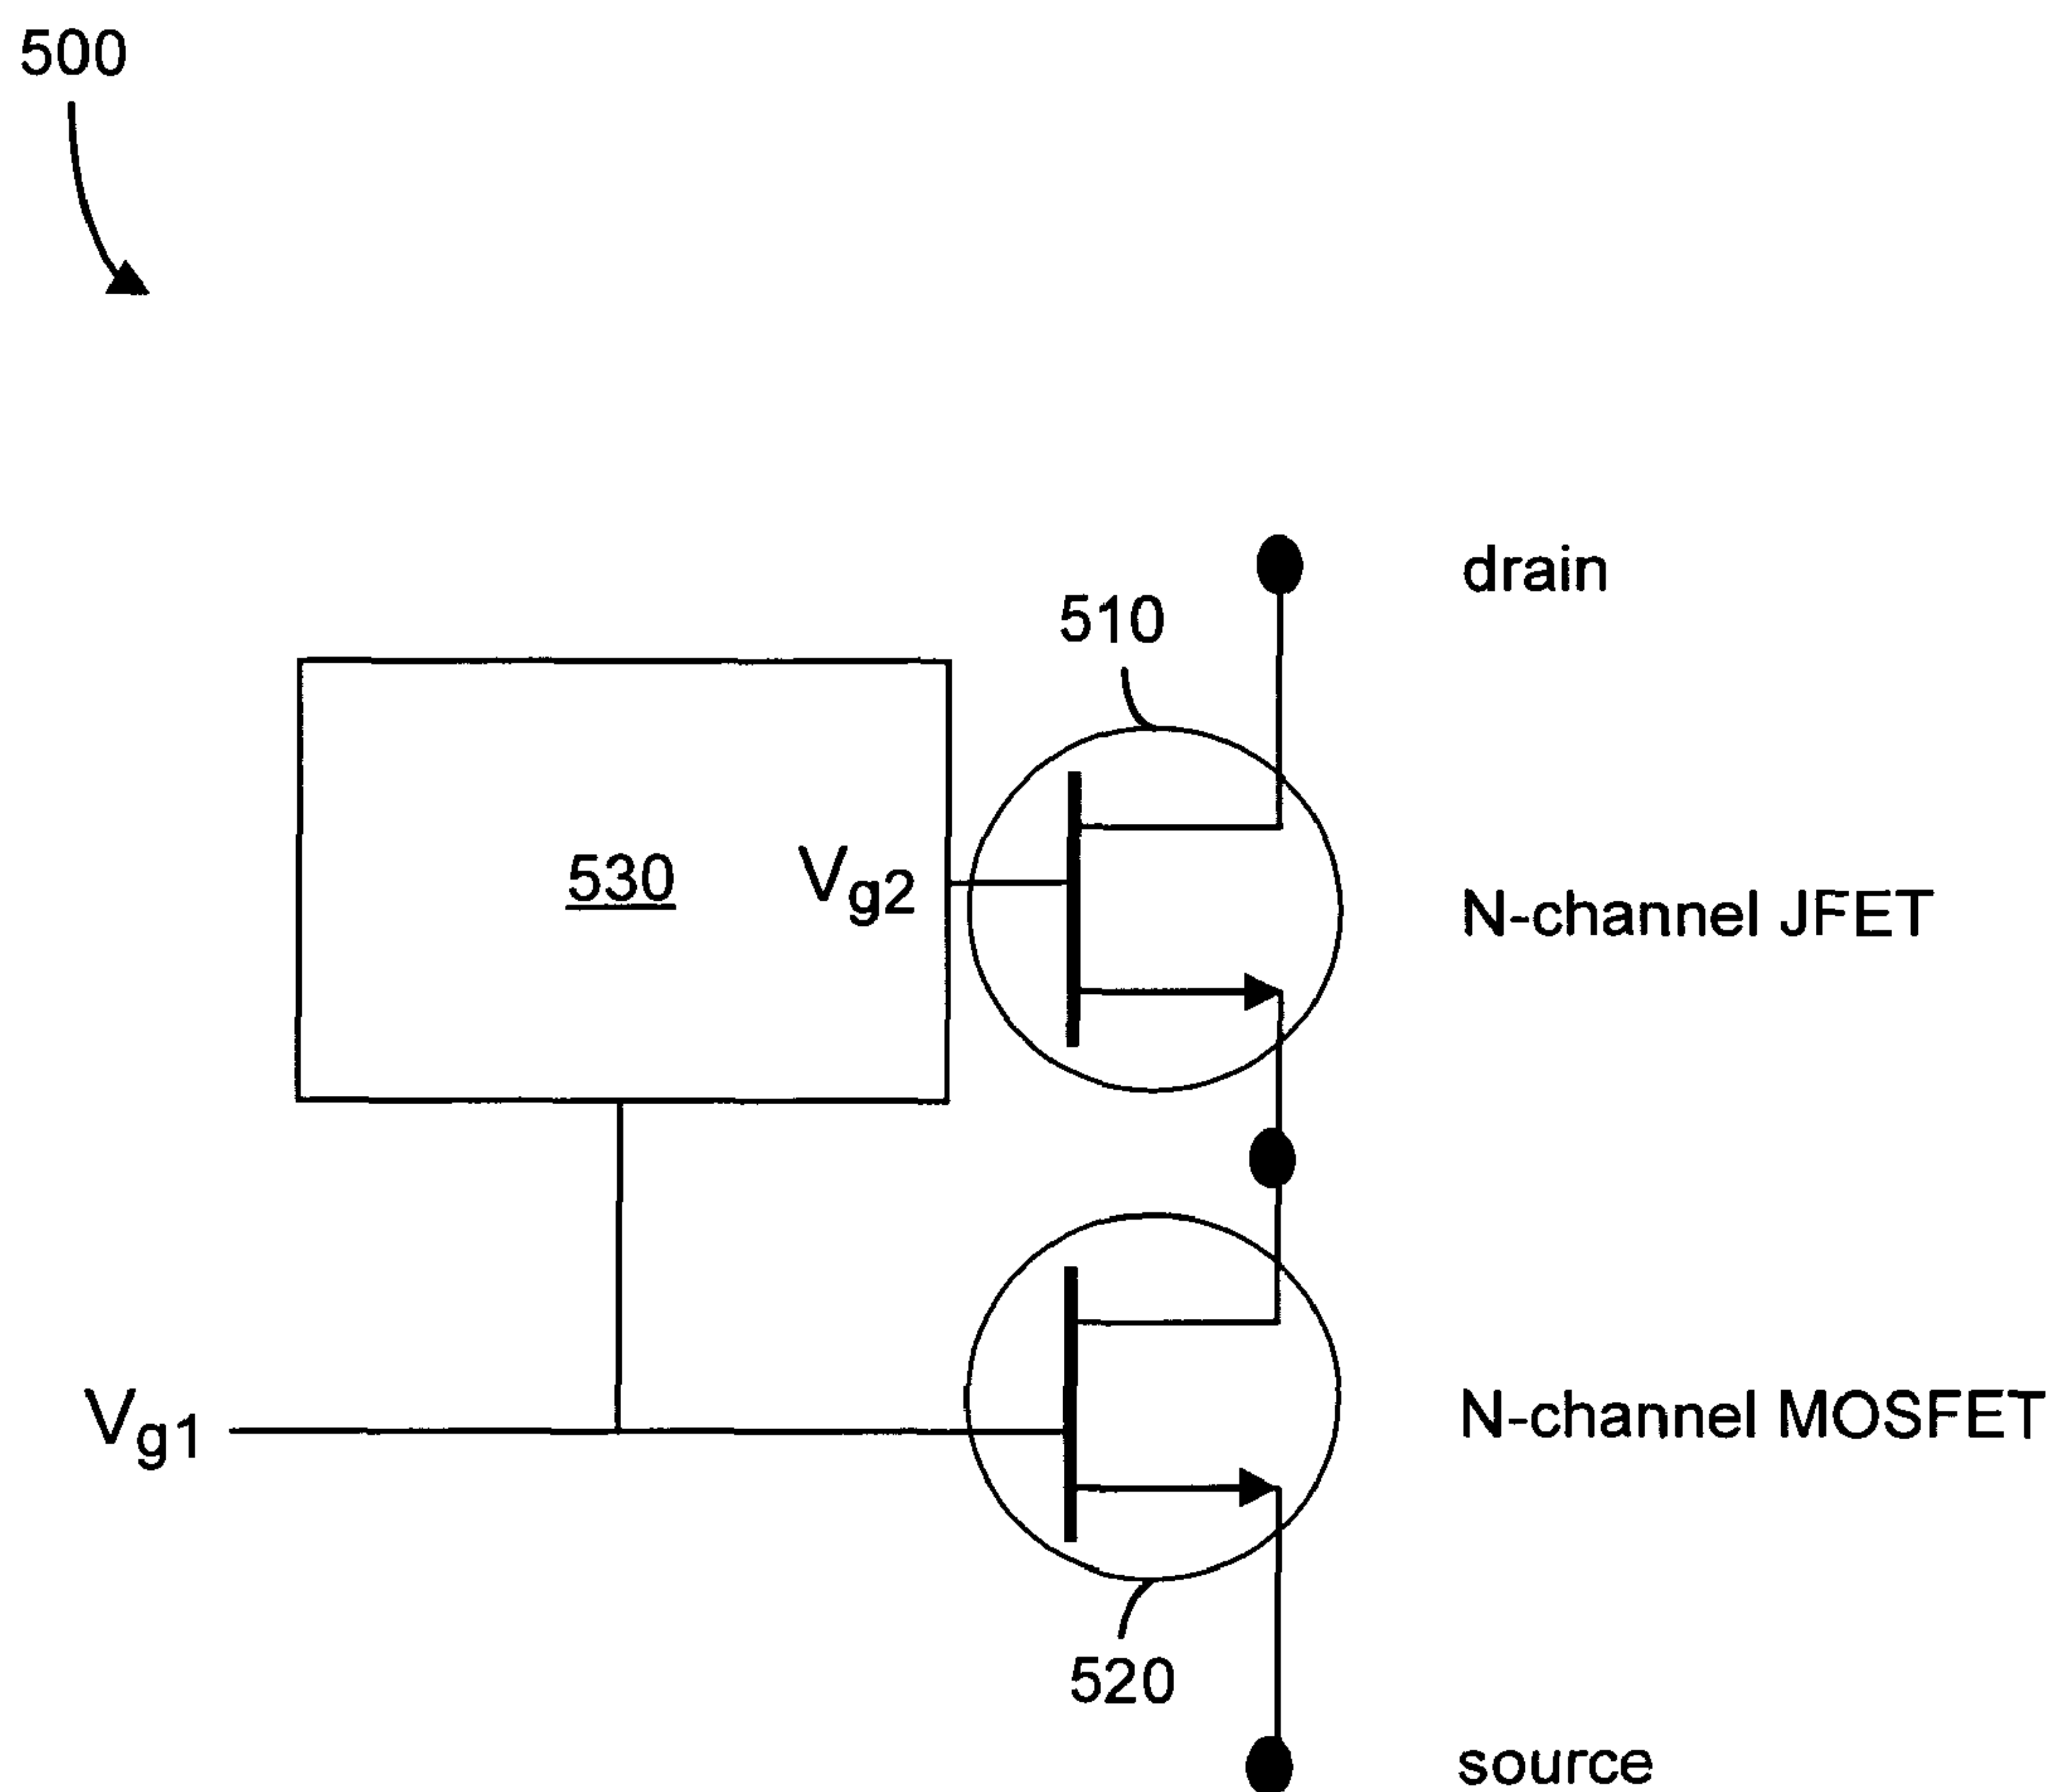 500
drain
510
530
Vg2
N-channel JFET
Vg1
N-channel MOSFET
520
source